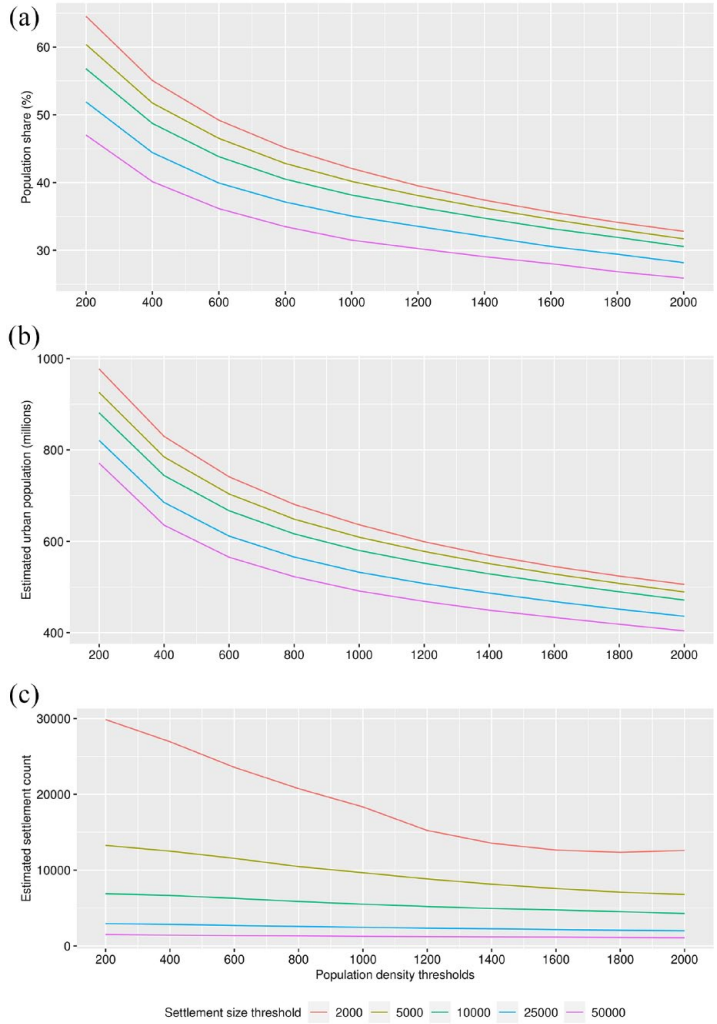 (a)
Population share (%)
60
50
40
30
200 400 600 800 1000 1200 1400 1600 1800 2000
(b)
Estimated urban population (millions)
1000
800
600
400
200 400 600 800 1000 1200 1400 1600 1800 2000
(c)
Estimated settlement count
30000
20000
10000
0
200 400 600 800 1000 1200 1400 1600 1800 2000
Population density thresholds
Settlement size threshold 2000 5000 10000 25000 50000